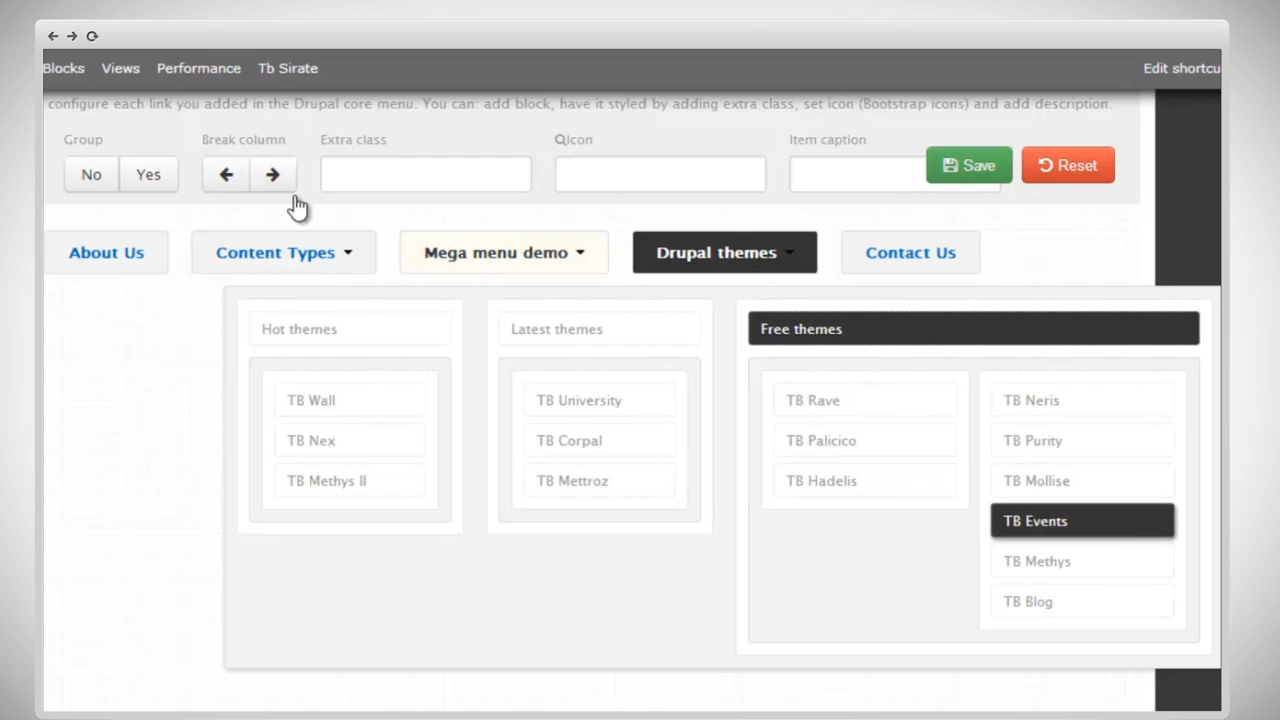 Blocks Views Performance Tb Sirate Edit shortcu
configure each link you added in the Drupal core menu. You can: add block, have it styled by adding extra class, set icon (Bootstrap icons) and add description.
Group Break column Extra class Icon Item caption
No Yes Save Reset
About Us Content Types Mega menu demo Drupal themes Contact Us
Hot themes Latest themes Free themes
TB Wall TB University TB Rave TB Neris
TB Nex TB Corpal TB Palicico TB Purity
TB Methys II TB Mettroz TB Hadelis TB Mollise
TB Events
TB Methys
TB Blog